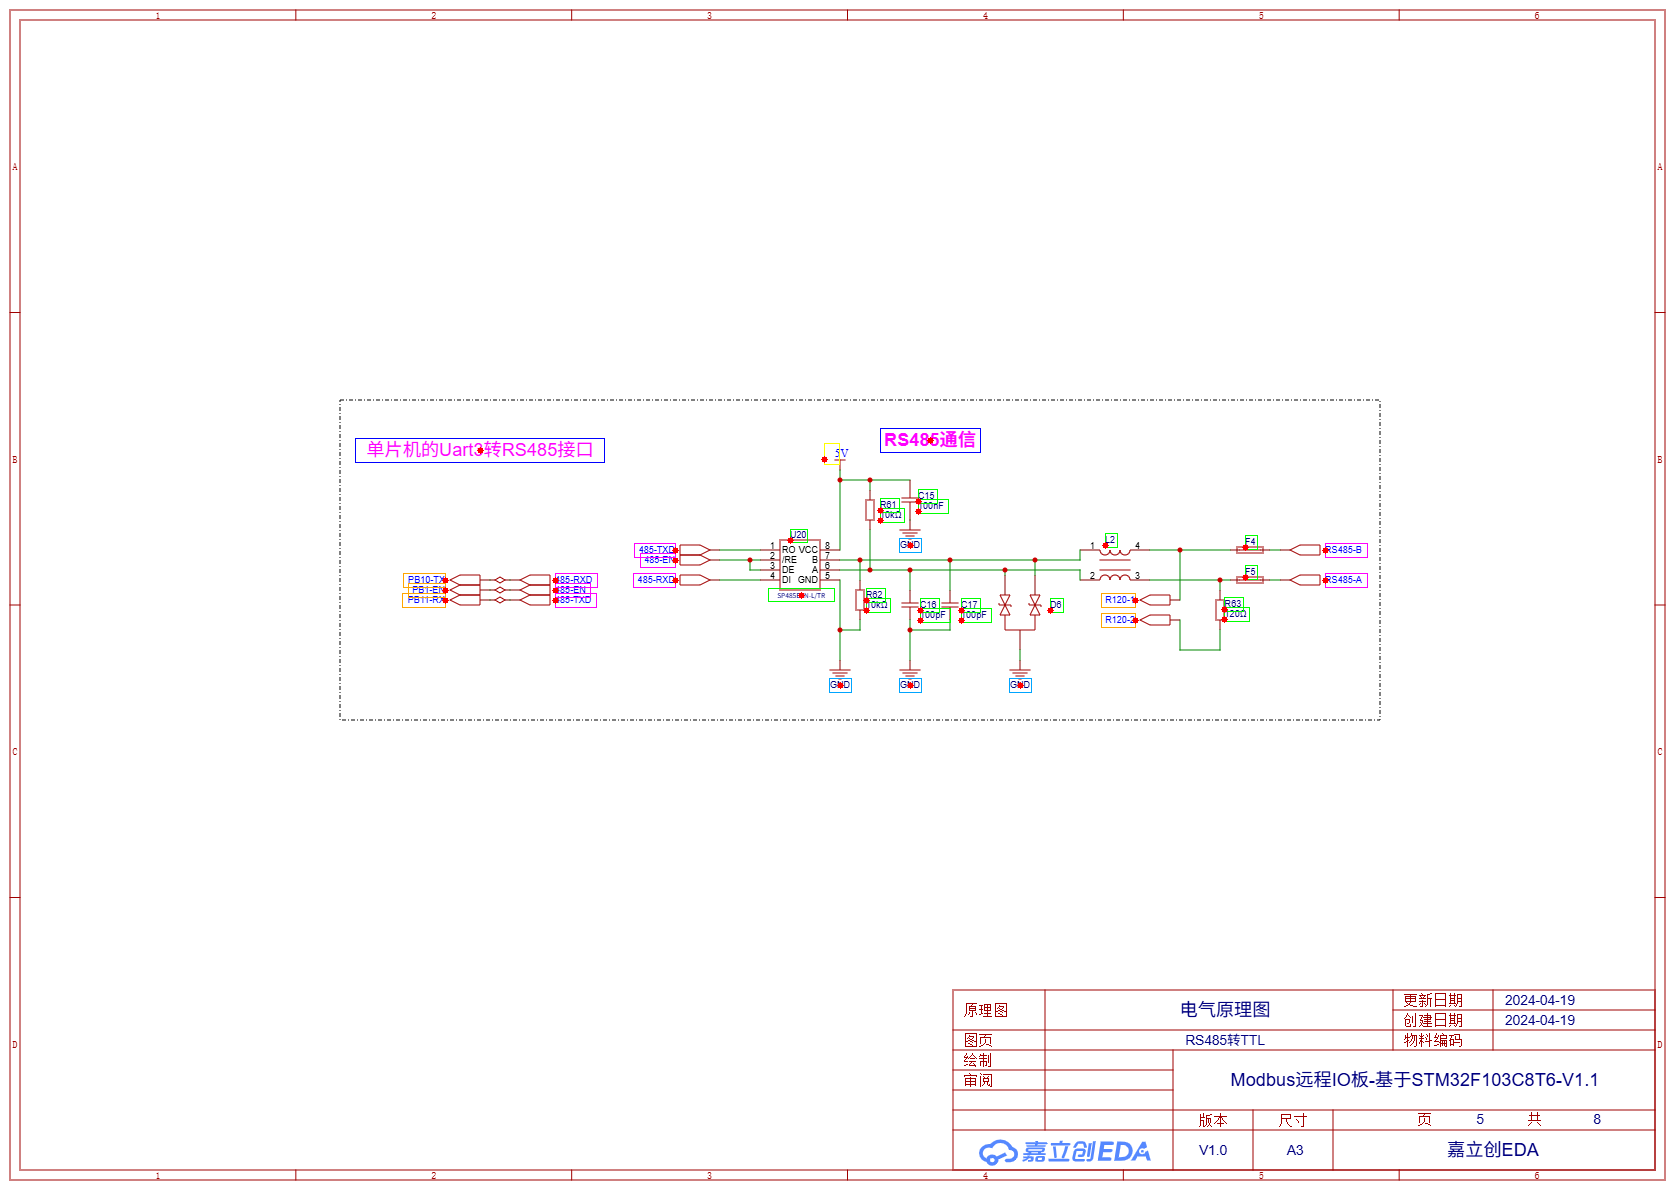 1 2 3 4 5 6
A A
单片机的Uart3转RS485接口
RS485通信
B B
5V
C15
100nF
R61
10kΩ
GND
U20
485-TXD
485-EN
485-RXD
1 RO VCC 8
2 /RE B 7
3 DE A 6
4 DI GND 5
SP485EEN-L/TR
PB10-TX 485-RXD
PB1-EN 485-EN
PB11-RX 485-TXD
R62
10kΩ
C16
100pF
C17
100pF
D6
L2
1 4
2 3
F4
RS485-B
F5
RS485-A
R120-1
R120-2
R63
120Ω
GND GND GND
C C
D D
原理图 电气原理图 更新日期 2024-04-19
创建日期 2024-04-19
图页 RS485转TTL 物料编码
绘制
审阅
Modbus远程IO板-基于STM32F103C8T6-V1.1
版本 尺寸 页 5 共 8
嘉立创EDA V1.0 A3 嘉立创EDA
1 2 3 4 5 6